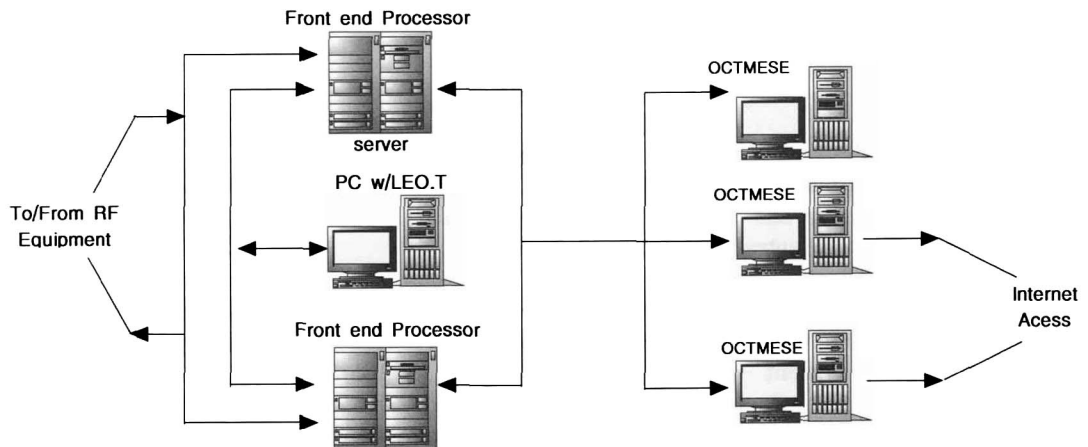 Front end Processor
server
To/From RF
Equipment
PC w/LEO.T
Front end Processor
OCTMESE
OCTMESE
OCTMESE
Internet
Acess